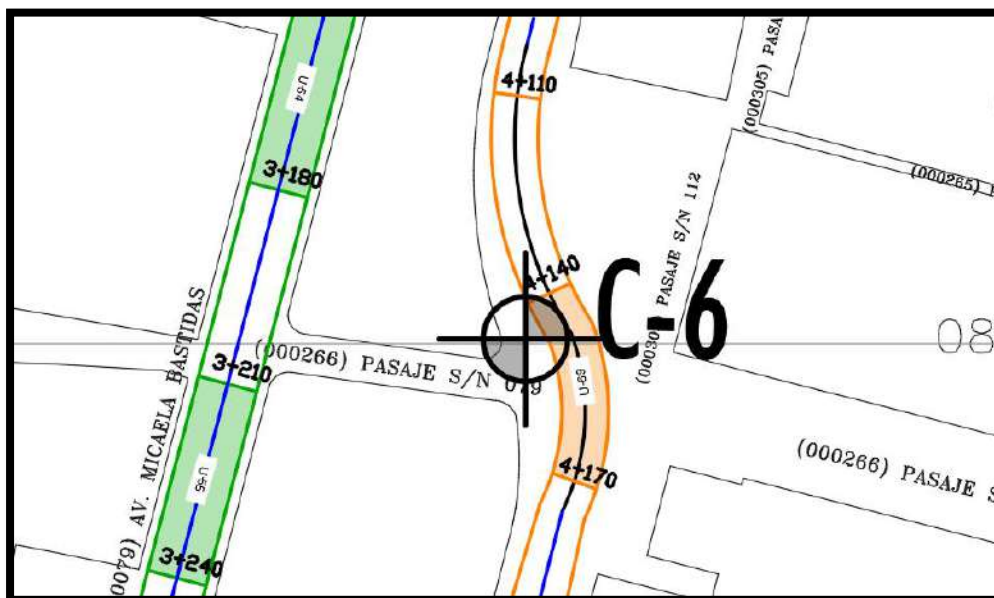 U-64
4+110
(000305) PASA
3+180
(000265)
4+140
C-6
PASAJE S/N 112
(00030
08
(0079) AV. MICAELA BASTIDAS
3+210
(000266) PASAJE S/N 079
U-69
U-65
4+170
(000266) PASAJE S
3+240